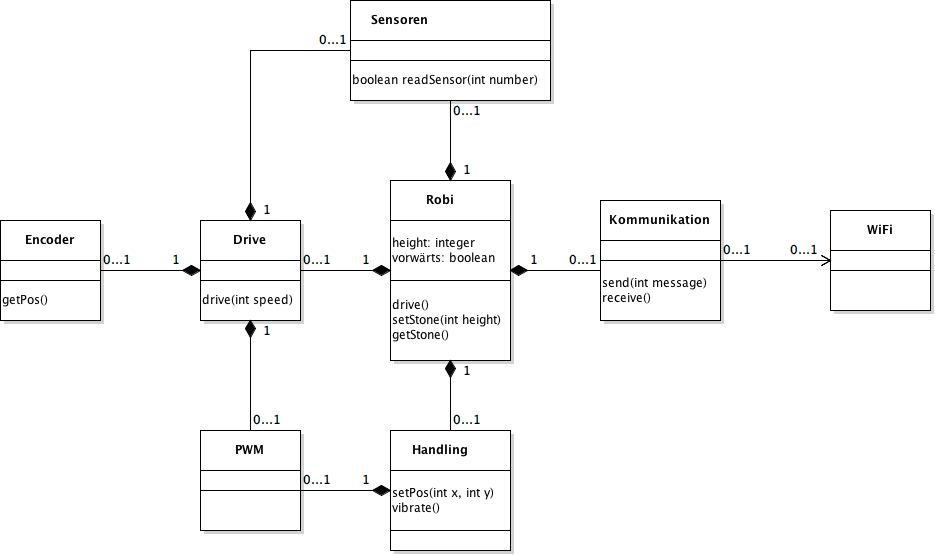 Sensoren
0...1
boolean readSensor(int number)
0...1
1
Robi
Kommunikation
WiFi
1
Encoder
Drive
height: integer
vorwärts: boolean
0...1
0...1
0...1
1
0...1
1
1
0...1
send(int message)
receive()
getPos()
drive(int speed)
drive()
setStone(int height)
getStone()
1
1
0...1
0...1
PWM
Handling
0...1
1
setPos(int x, int y)
vibrate()